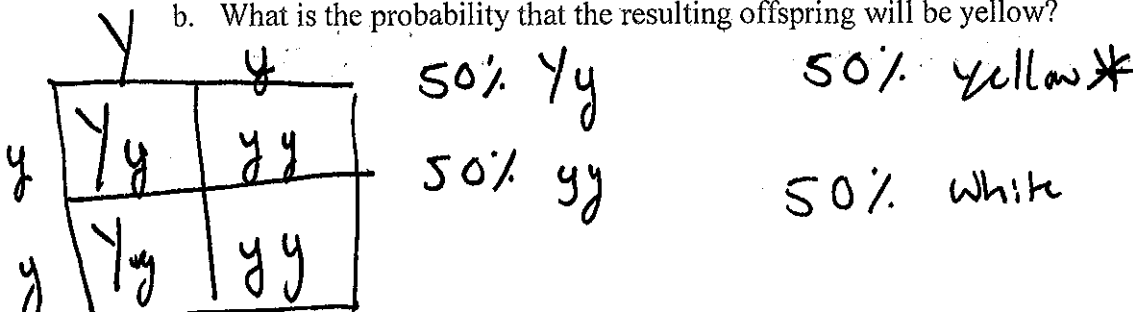 b. What is the probability that the resulting offspring will be yellow?
Y y 50% Yy 50% yellow*
y Yy yy 50% yy 50% white
y Yy yy